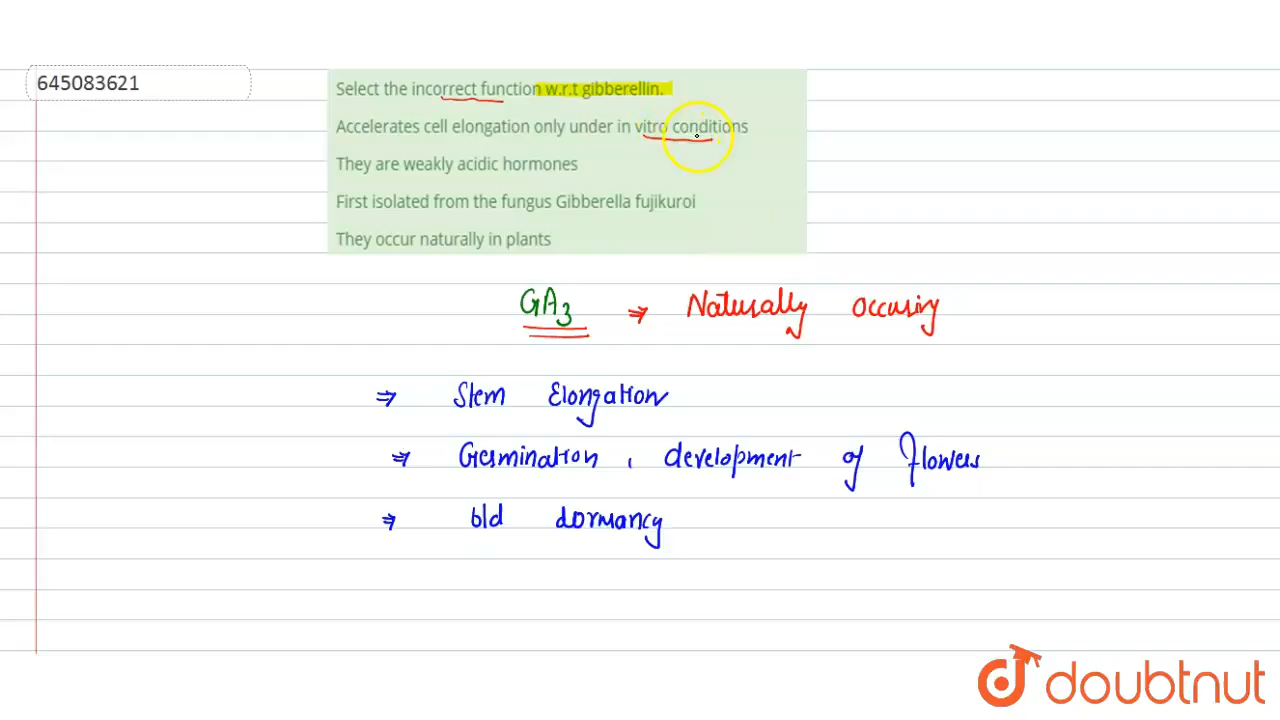 645083621
Select the incorrect function w.r.t gibberellin.
Accelerates cell elongation only under in vitro conditions
They are weakly acidic hormones
First isolated from the fungus Gibberella fujikuroi
They occur naturally in plants
GA3 ⇒ Naturally occuring
⇒ Stem Elongation
⇒ Germination, development of flowers
⇒ dormancy
doubtnut